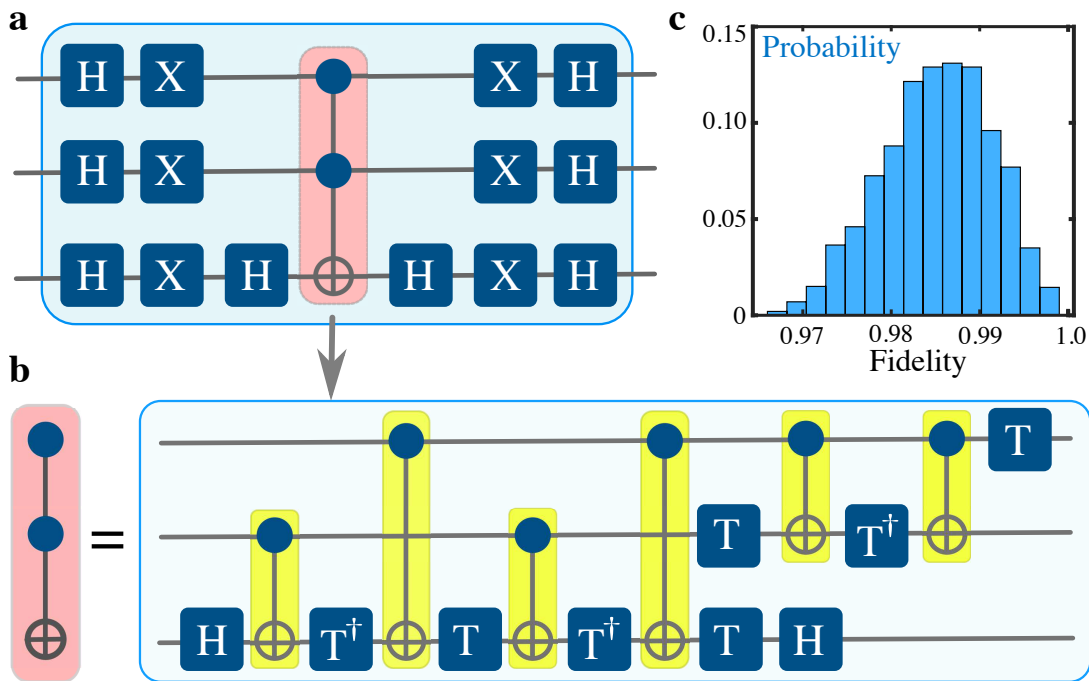 a
H X X H
H X X H
H X H H X H
c
Probability
0.15
0.10
0.05
0
0.97 0.98 0.99 1.0
Fidelity
b
=
T
T T†
H T† T T† T H